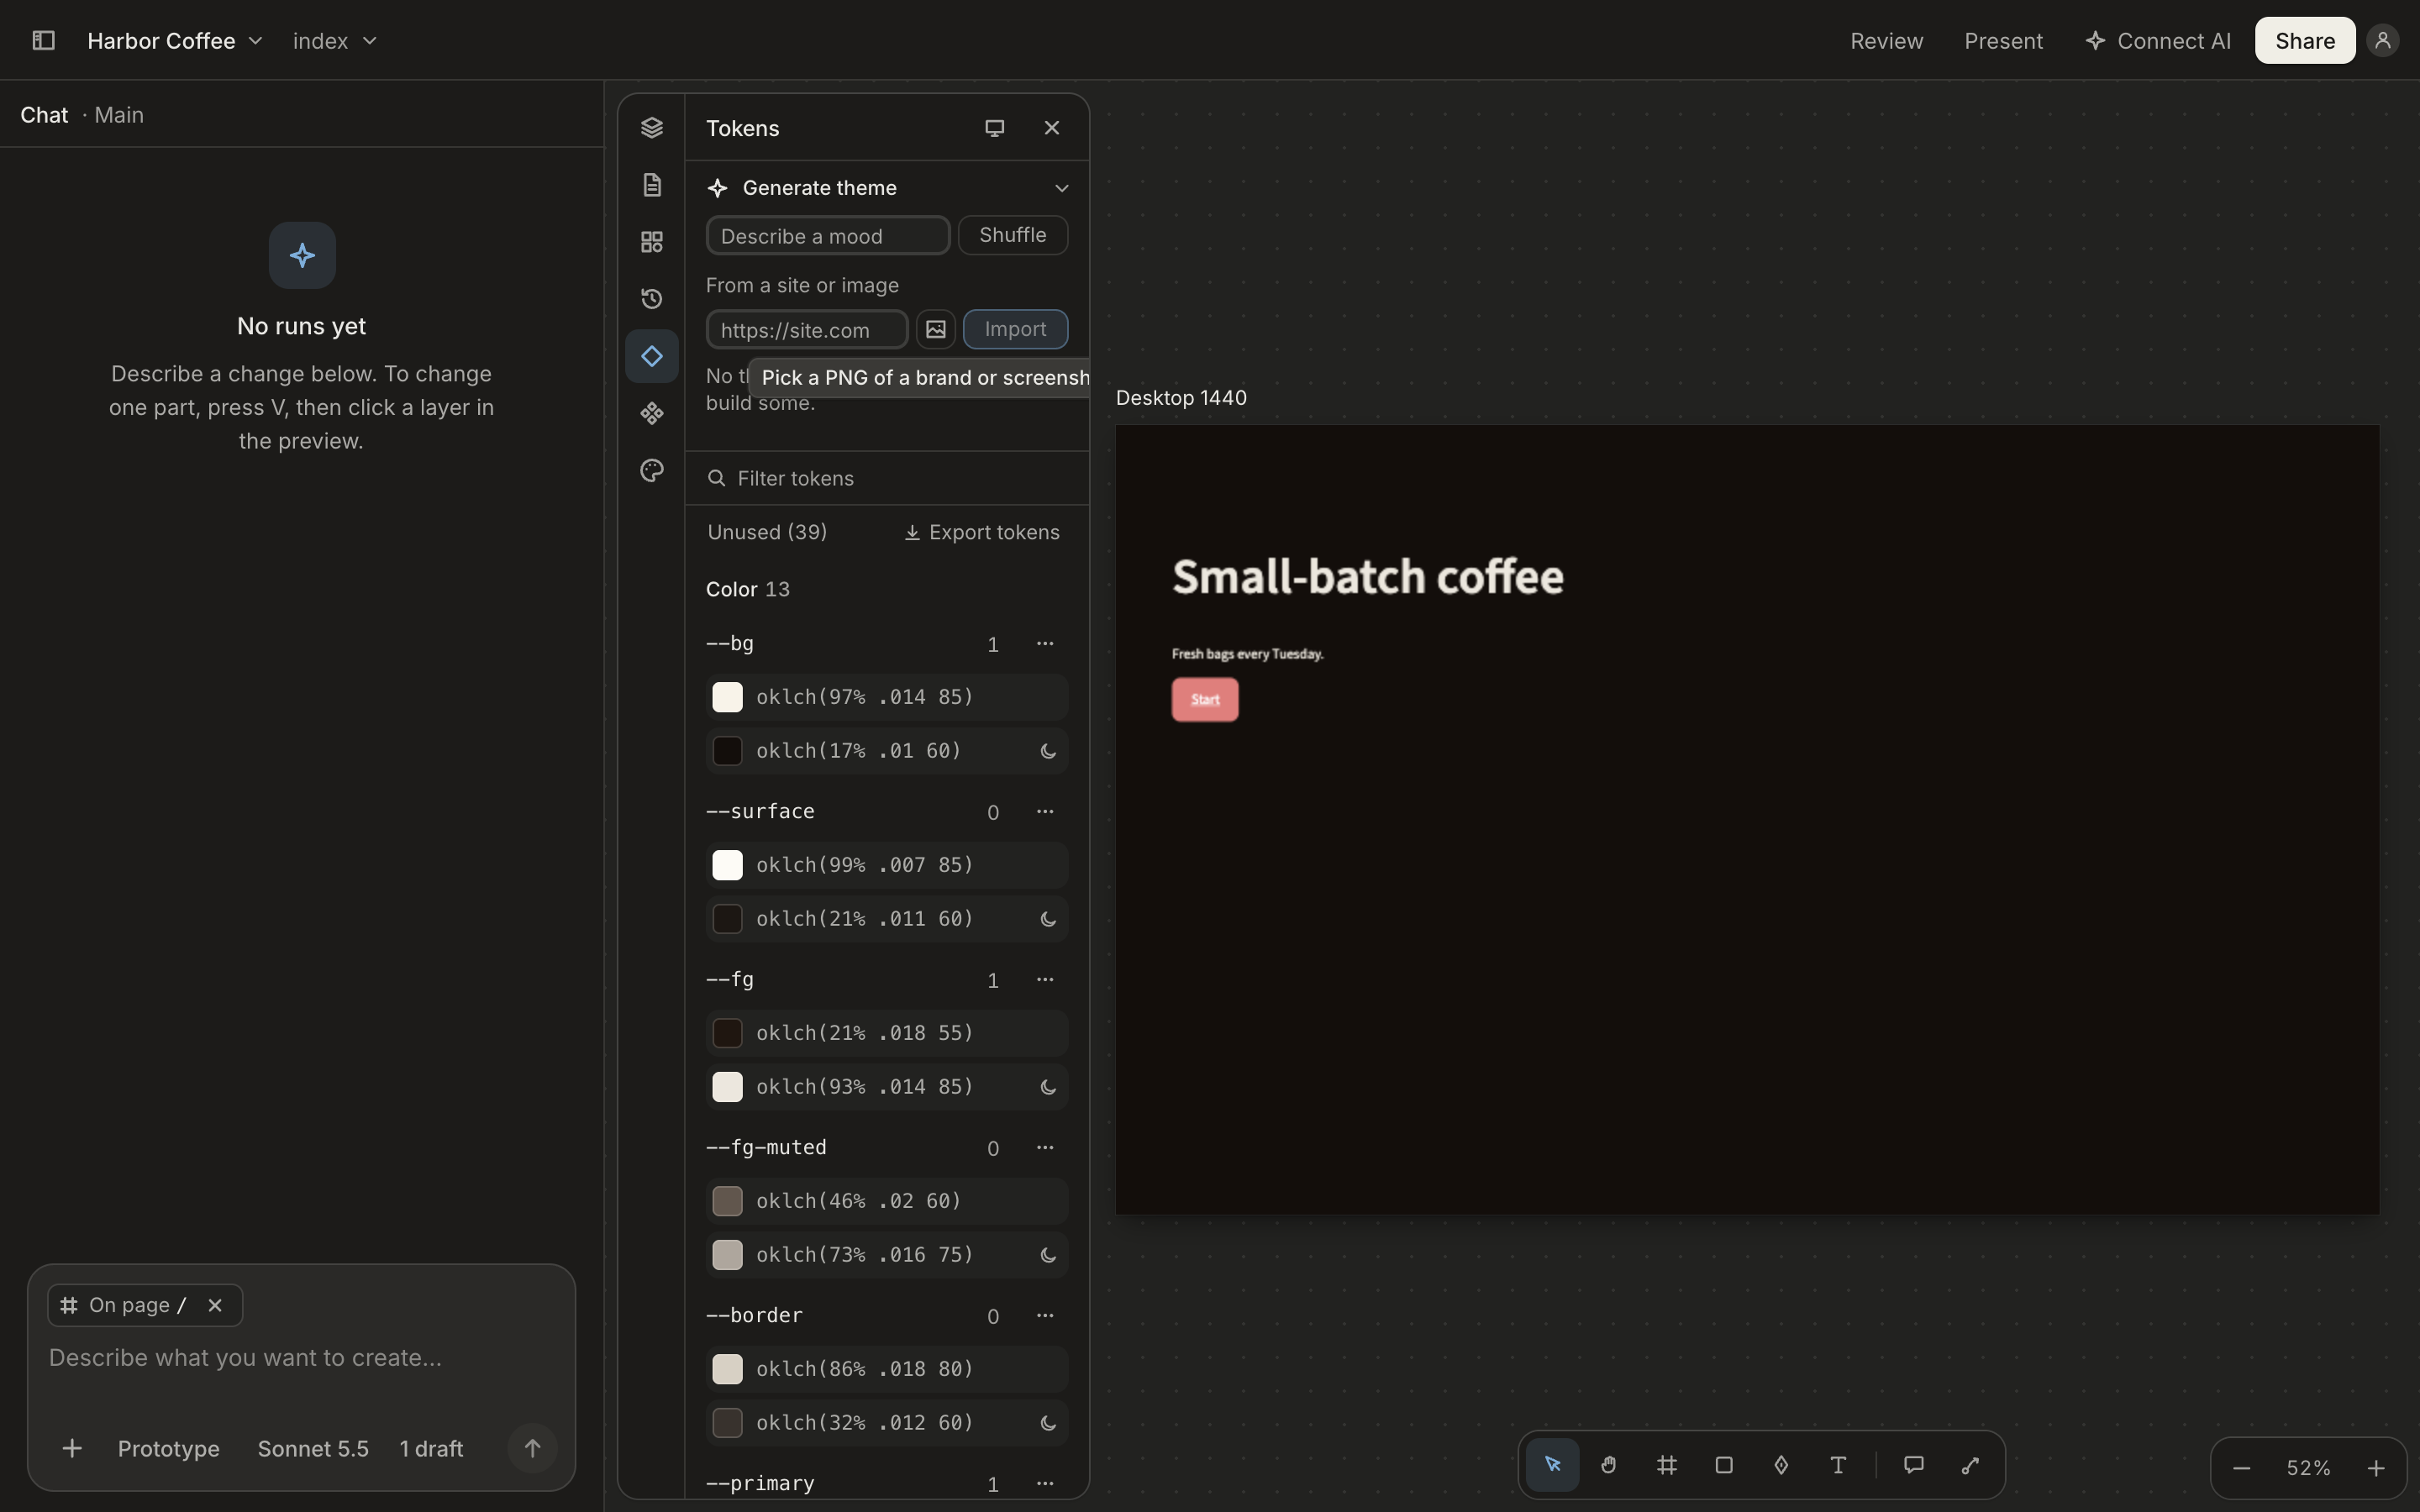 Harbor Coffee
index
Review
Present
Connect AI
Share
Chat · Main
No runs yet
Describe a change below. To change
one part, press V, then click a layer in
the preview.
On page /
Describe what you want to create...
Prototype
Sonnet 5.5
1 draft
Tokens
Generate theme
Describe a mood
Shuffle
From a site or image
https://site.com
Import
No
Pick a PNG of a brand or
build some.
Filter tokens
Unused (39)
Export tokens
Color 13
--bg 1
oklch(97% .014 85)
oklch(17% .01 60)
--surface 0
oklch(99% .007 85)
oklch(21% .011 60)
--fg 1
oklch(21% .018 55)
oklch(93% .014 85)
--fg-muted 0
oklch(46% .02 60)
oklch(73% .016 75)
--border 0
oklch(86% .018 80)
oklch(32% .012 60)
--primary 1
Desktop 1440
Small-batch coffee
Fresh bags every Tuesday.
Start
52%